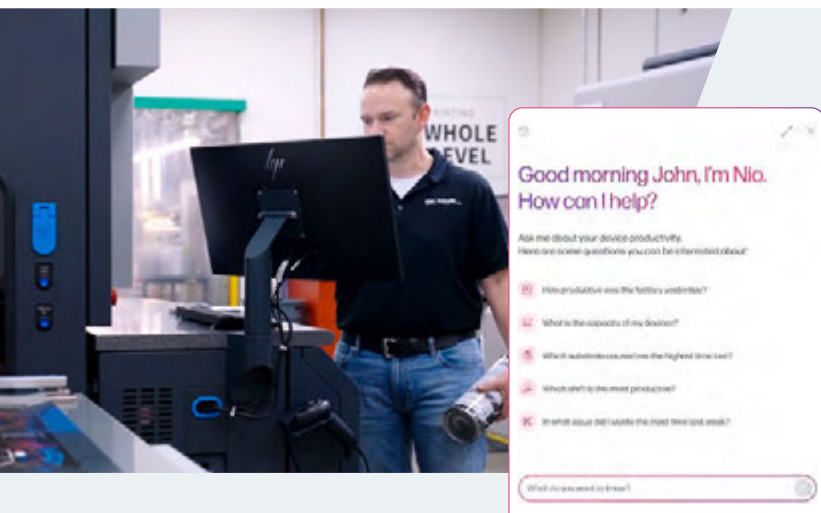 hp
PRINTING
WHOLE
LEVEL
Good morning John, I'm Nio.
How can I help?
Ask me about your device productivity.
Here are some questions you can be interested about:
How productive was the factory yesterday?
What is the capacity of my devices?
Which substrate caused me the highest time lost?
Which shift is the most productive?
In what issue did I waste the most time last week?
What do you want to know?